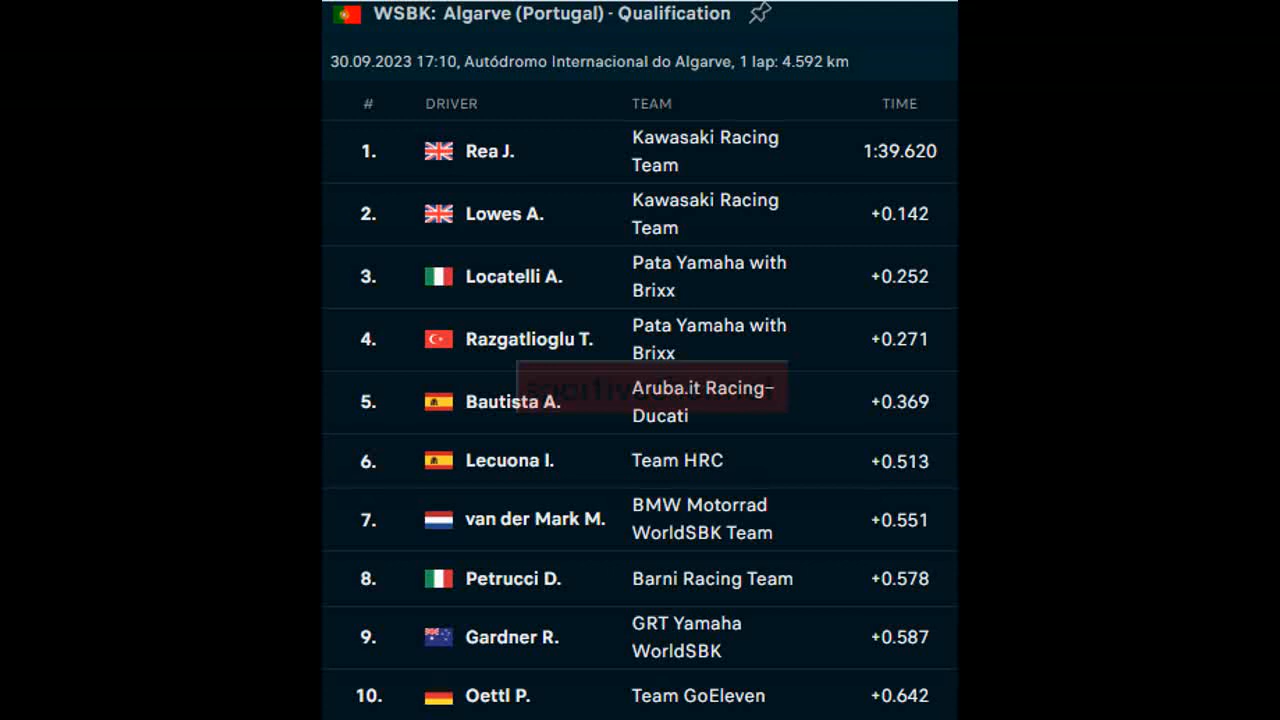 WSBK: Algarve (Portugal) - Qualification
30.09.2023 17:10, Autódromo Internacional do Algarve, 1 lap: 4.592 km
# DRIVER TEAM TIME
1. Rea J. Kawasaki Racing Team 1:39.620
2. Lowes A. Kawasaki Racing Team +0.142
3. Locatelli A. Pata Yamaha with Brixx +0.252
4. Razgatlioglu T. Pata Yamaha with Brixx +0.271
5. Bautista A. Aruba.it Racing- Ducati +0.369
6. Lecuona I. Team HRC +0.513
7. van der Mark M. BMW Motorrad WorldSBK Team +0.551
8. Petrucci D. Barni Racing Team +0.578
9. Gardner R. GRT Yamaha WorldSBK +0.587
10. Oettl P. Team GoEleven +0.642